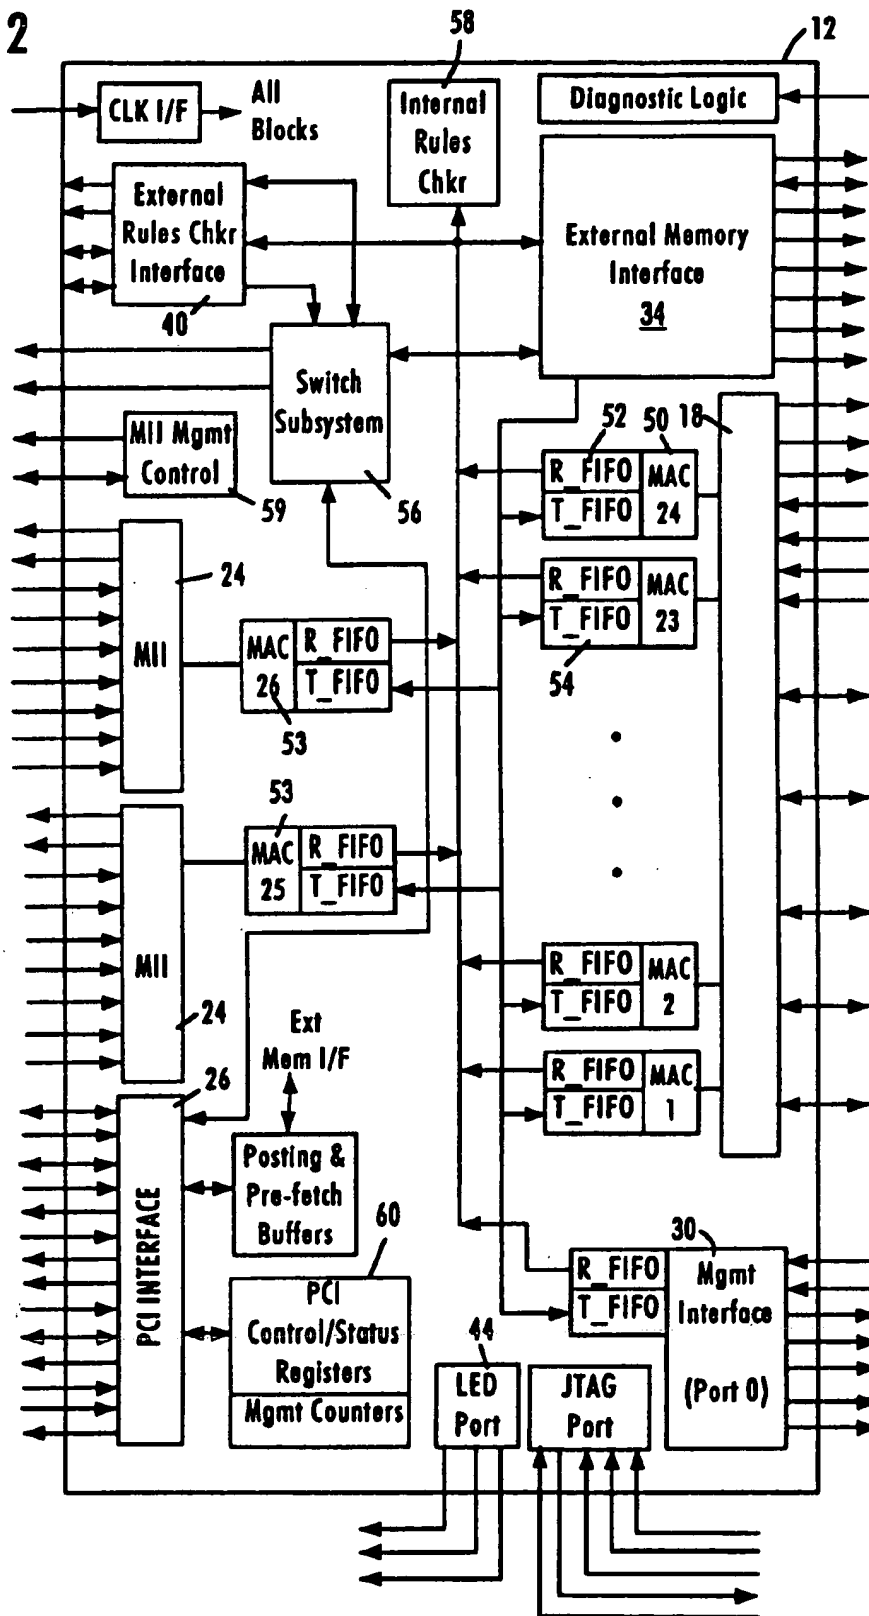 2
58
12
CLK I/F
All
Blocks
Internal
Rules
Chkr
Diagnostic Logic
External
Rules Chkr
Interface
40
External Memory
Interface
34
Switch
Subsystem
56
MII Mgmt
Control
59
52
50
18
R_FIFO
T_FIFO
MAC
24
R_FIFO
T_FIFO
MAC
23
54
24
MII
MAC
26
R_FIFO
T_FIFO
53
53
MAC
25
R_FIFO
T_FIFO
MII
24
R_FIFO
T_FIFO
MAC
2
R_FIFO
T_FIFO
MAC
1
Ext
Mem I/F
26
PCI INTERFACE
Posting &
Pre-fetch
Buffers
60
PCI
Control/Status
Registers
Mgmt Counters
30
R_FIFO
T_FIFO
Mgmt
Interface
(Port 0)
44
LED
Port
JTAG
Port